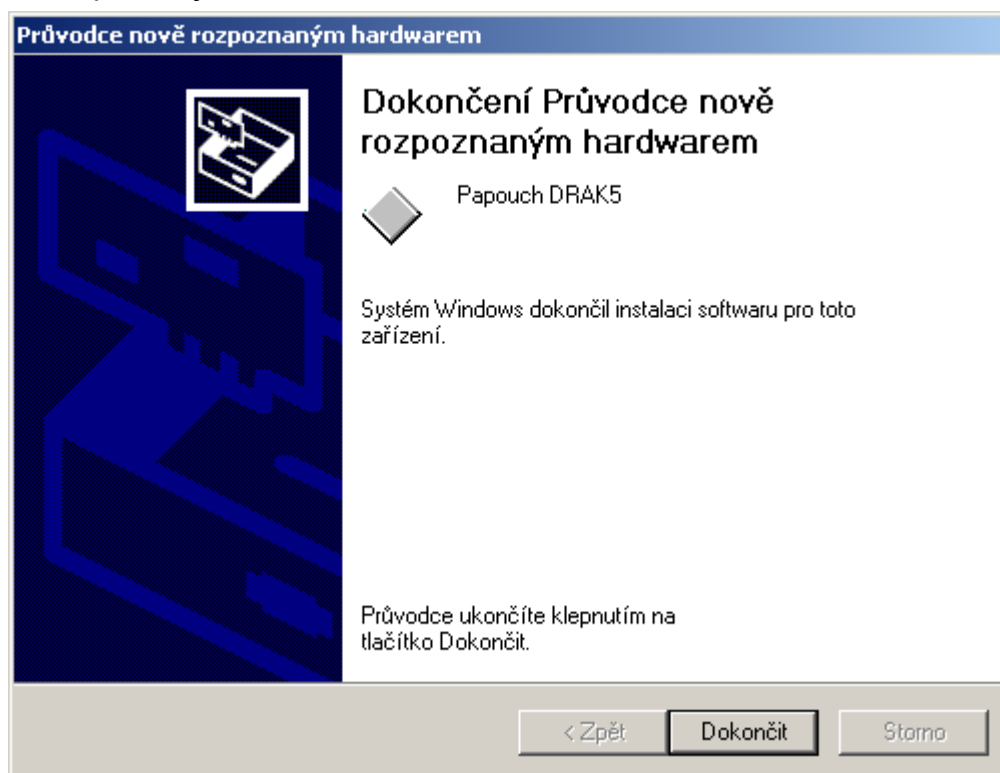 Průvodce nově rozpoznaným hardwarem
Dokončení Průvodce nově
rozpoznaným hardwarem
Papouch DRAK5
Systém Windows dokončil instalaci softwaru pro toto
zařízení.
Průvodce ukončíte klepnutím na
tlačítko Dokončit.
< Zpět Dokončit Storno